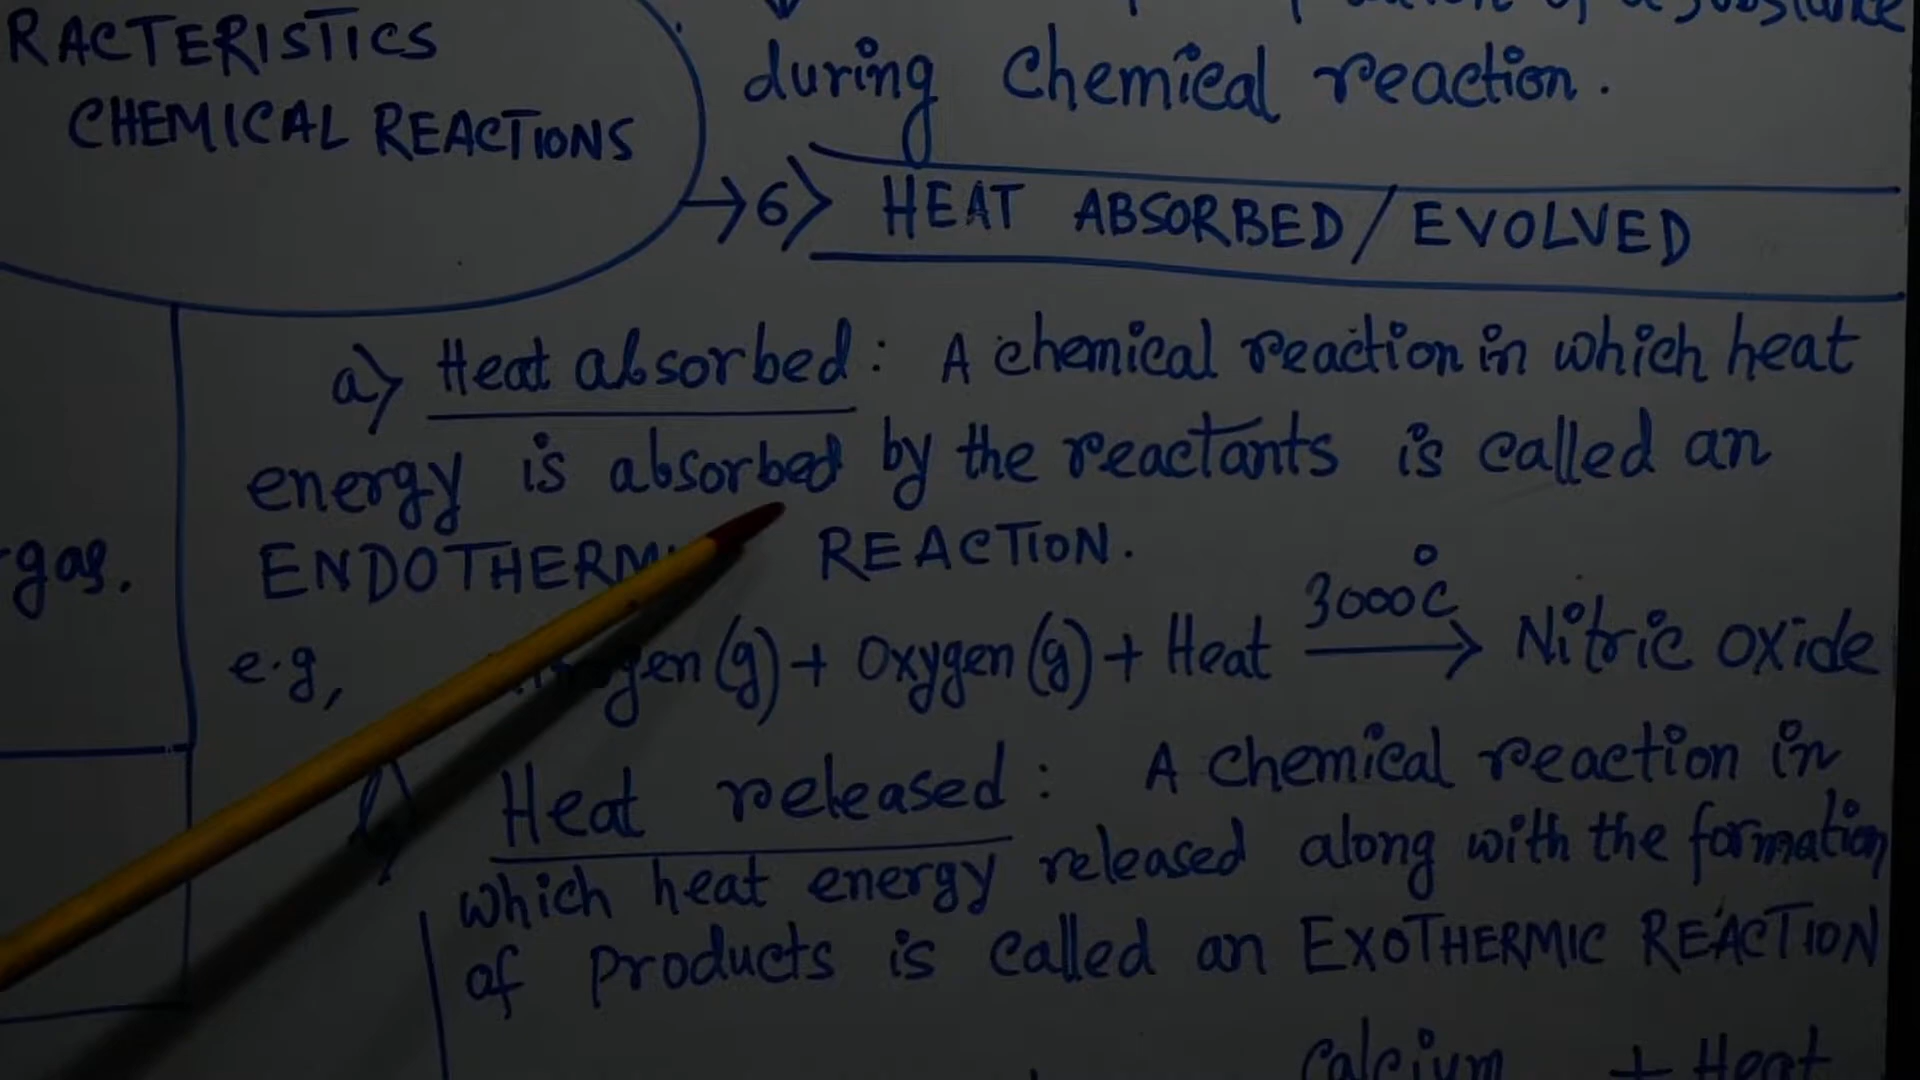 RACTERISTICS
CHEMICAL REACTIONS
of a substance
during chemical reaction.
→6> HEAT ABSORBED/EVOLVED
a> Heat absorbed: A chemical reaction in which heat
energy is absorbed by the reactants is called an
gas.
ENDOTHERM REACTION.
e.g, gen (g) + Oxygen (g) + Heat 3000°C → Nitric oxide
Heat released: A chemical reaction in
which heat energy released along with the formation
of products is called an EXOTHERMIC REACTION
Calcium + Heat